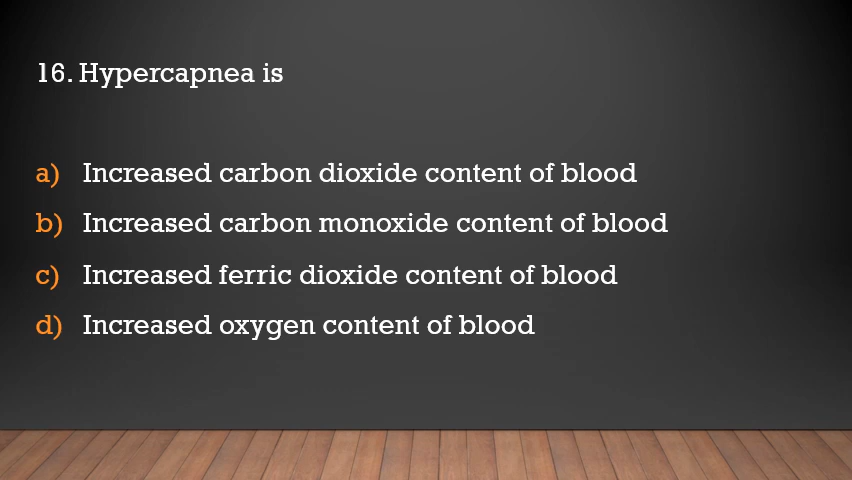 16. Hypercapnea is
a) Increased carbon dioxide content of blood
b) Increased carbon monoxide content of blood
c) Increased ferric dioxide content of blood
d) Increased oxygen content of blood